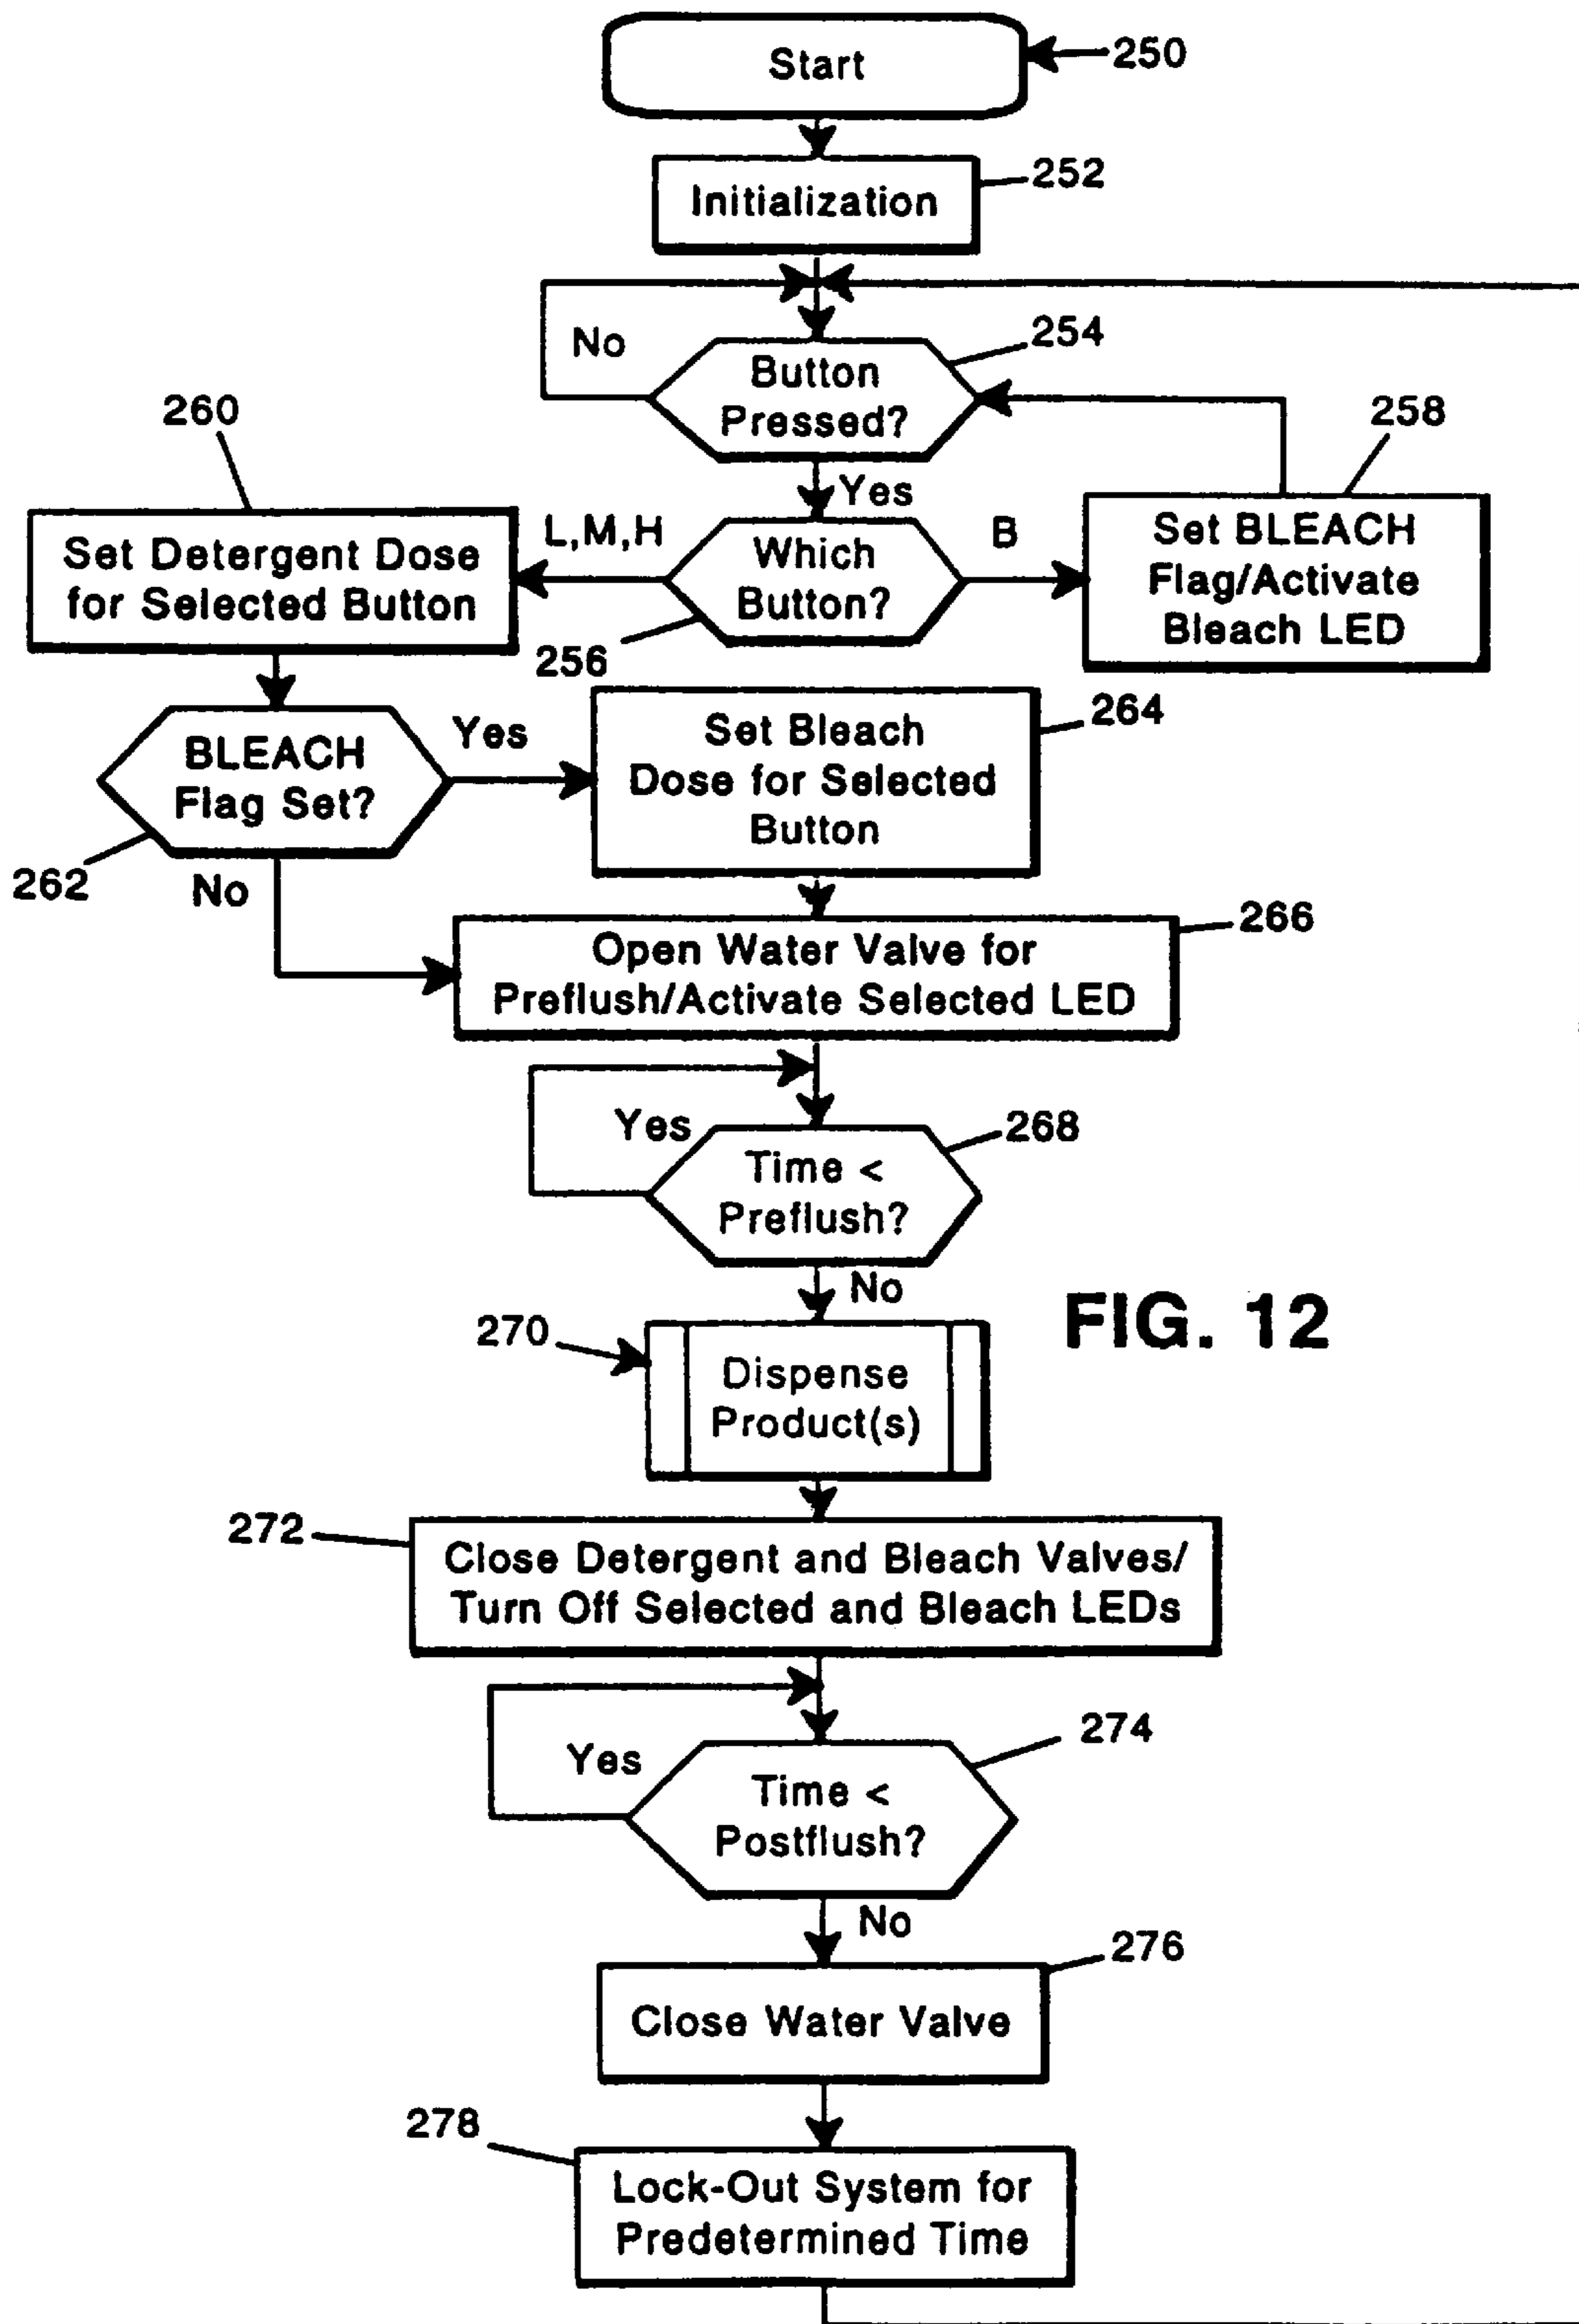 Start
250
Initialization
252
No
Button
Pressed?
254
260
258
Yes
Set Detergent Dose
for Selected Button
L,M,H
Which
Button?
B
Set BLEACH
Flag/Activate
Bleach LED
256
BLEACH
Flag Set?
Yes
Set Bleach
Dose for Selected
Button
264
262
No
Open Water Valve for
Preflush/Activate Selected LED
266
Yes
Time <
Preflush?
268
No
FIG. 12
270
Dispense
Product(s)
272
Close Detergent and Bleach Valves/
Turn Off Selected and Bleach LEDs
Yes
Time <
Postflush?
274
No
276
Close Water Valve
278
Lock-Out System for
Predetermined Time